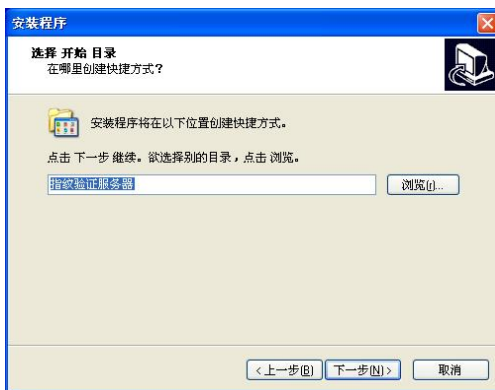 安装程序
选择 开始 目录
在哪里创建快捷方式?
安装程序将在以下位置创建快捷方式。
点击 下一步 继续。欲选择别的目录，点击 浏览。
指纹验证服务器
浏览(r)...
<上一步(B)
下一步(N)>
取消